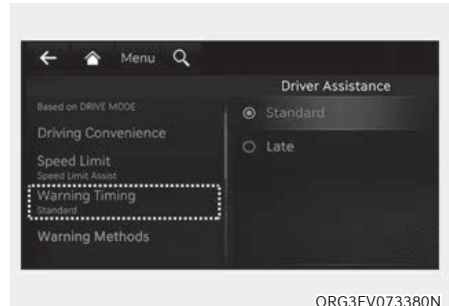 Menu
Driver Assistance
Based on DRIVE MODE
Driving Convenience
Speed Limit
Speed Limit Assist
Warning Timing
Standard
Warning Methods
Standard
Late
ORG3EV073380N